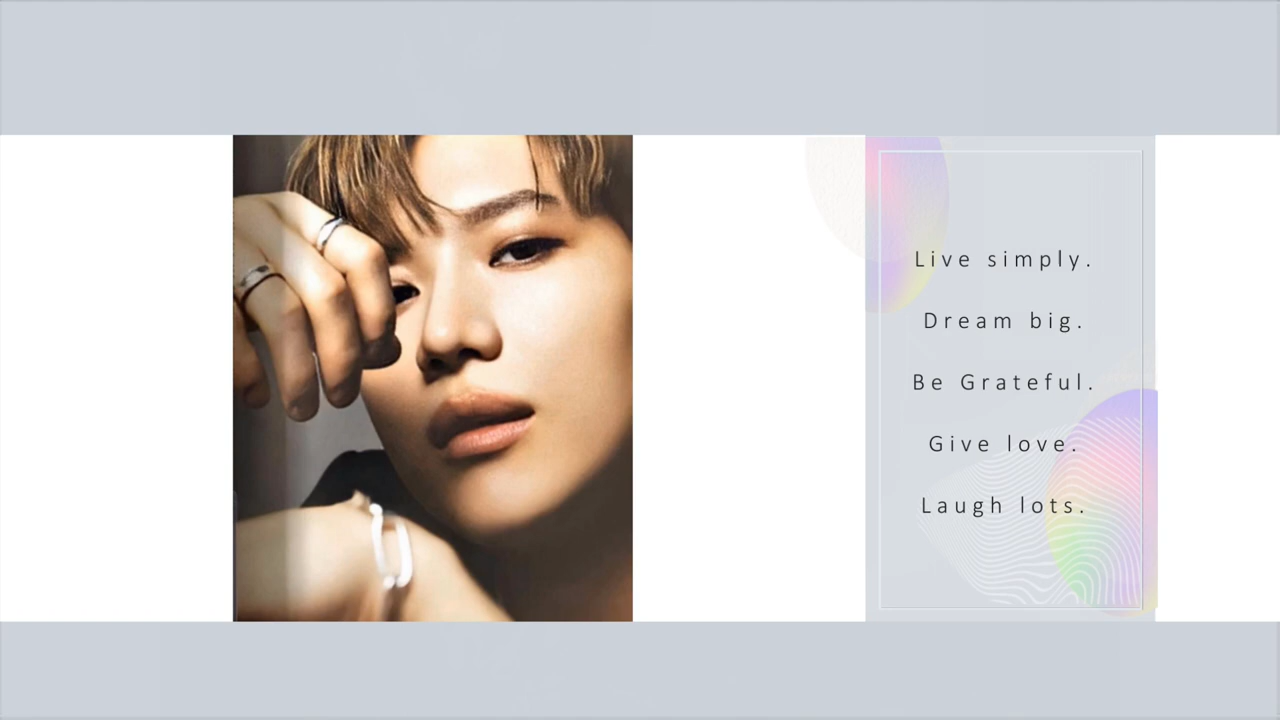 Live simply.
Dream big.
Be Grateful.
Give love.
Laugh lots.